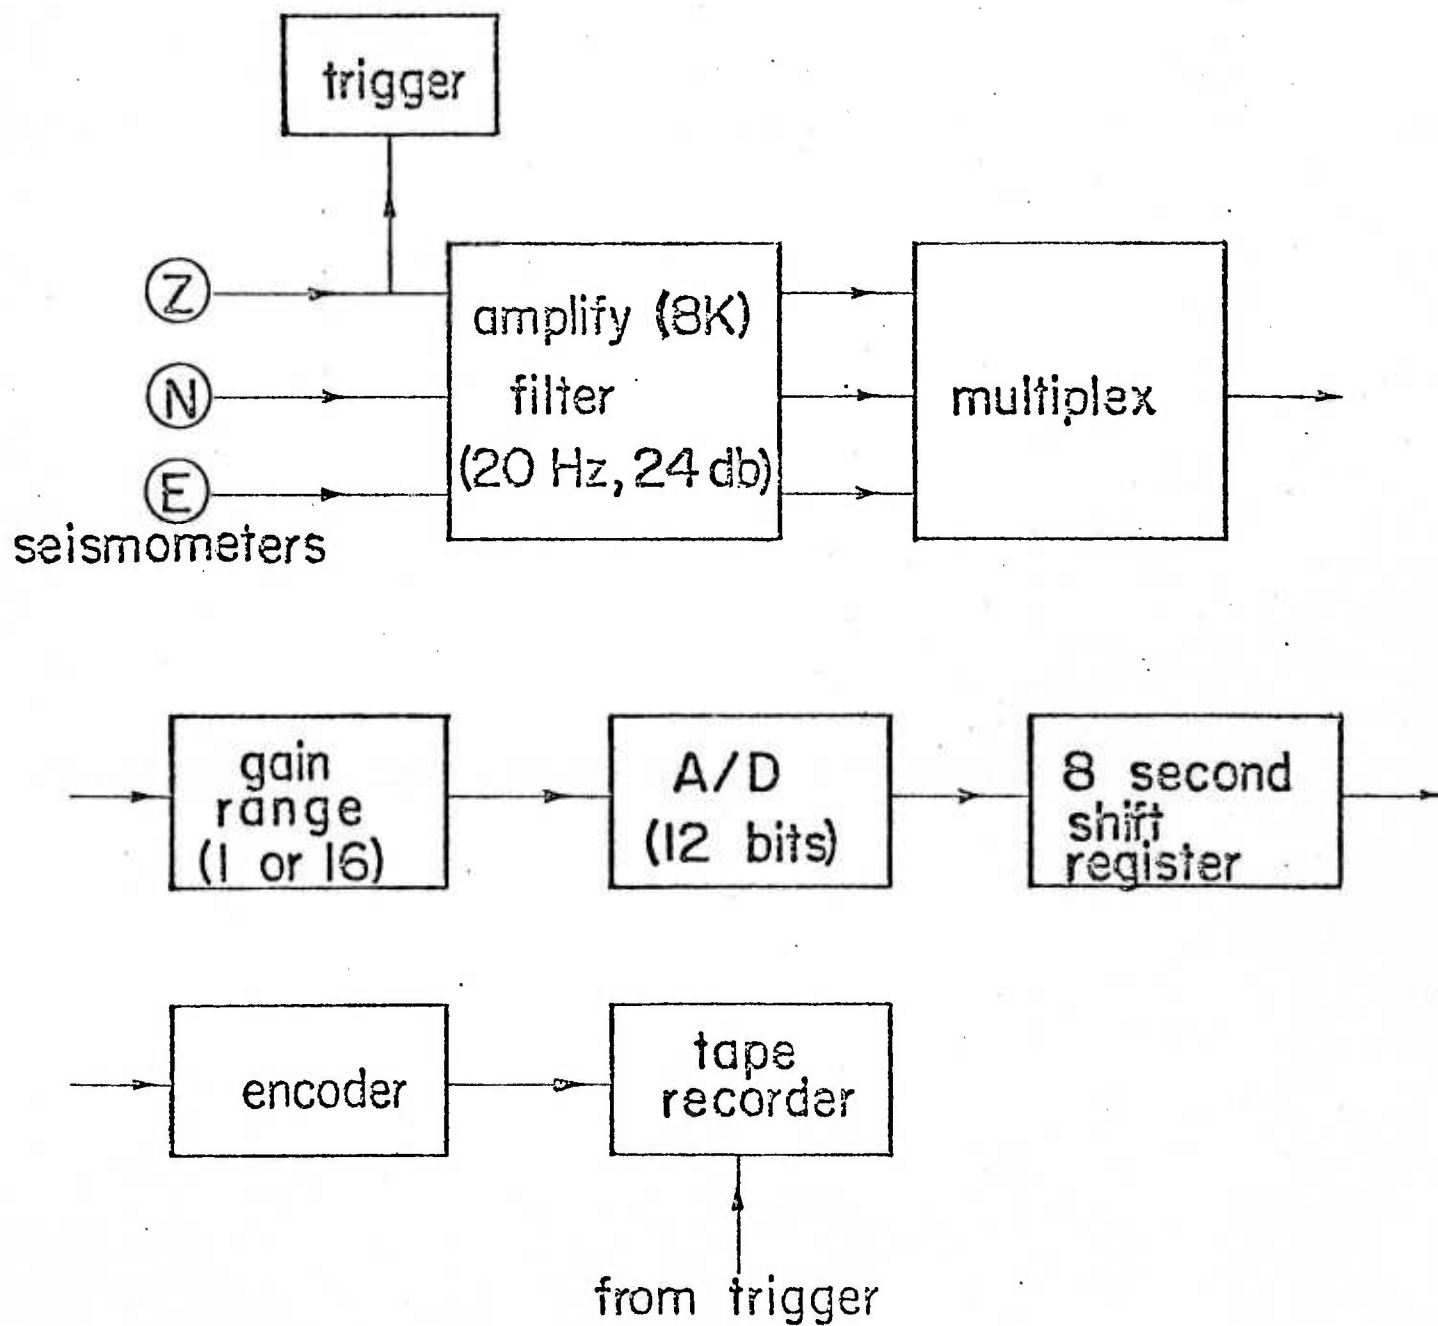 trigger
Z
N
E
seismometers
amplify (8K)
filter
(20 Hz, 24 db)
multiplex
gain
range
(1 or 16)
A/D
(12 bits)
8 second
shift
register
encoder
tape
recorder
from trigger